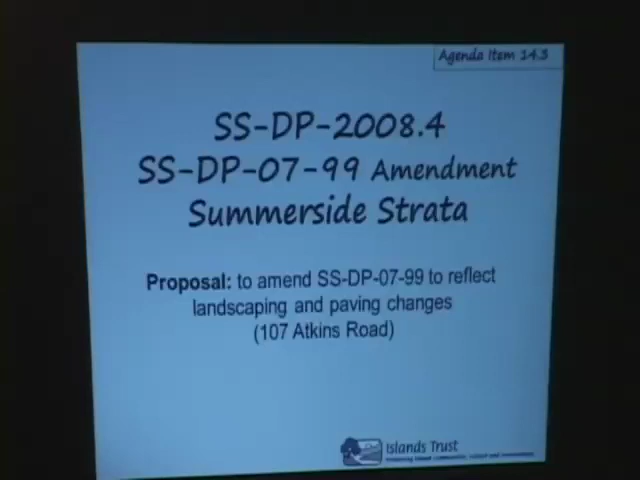 Agenda Item 14.3
SS-DP-2008.4
SS-DP-07-99 Amendment
Summerside Strata
Proposal: to amend SS-DP-07-99 to reflect
landscaping and paving changes
(107 Atkins Road)
Islands Trust